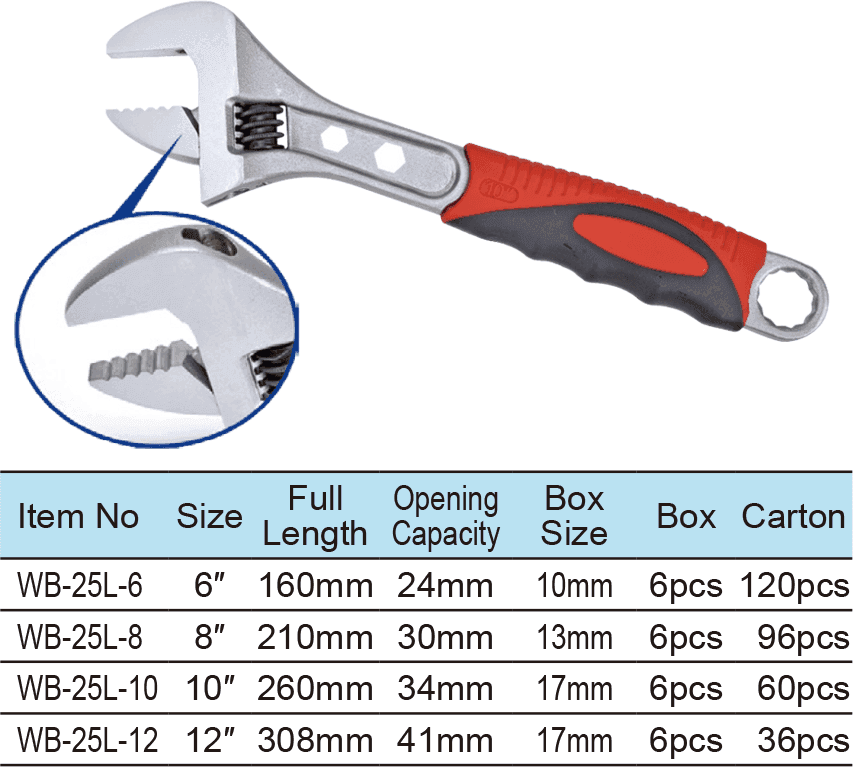 Item No Size Full Length Opening Capacity Box Size Box Carton
WB-25L-6 6″ 160mm 24mm 10mm 6pcs 120pcs
WB-25L-8 8″ 210mm 30mm 13mm 6pcs 96pcs
WB-25L-10 10″ 260mm 34mm 17mm 6pcs 60pcs
WB-25L-12 12″ 308mm 41mm 17mm 6pcs 36pcs